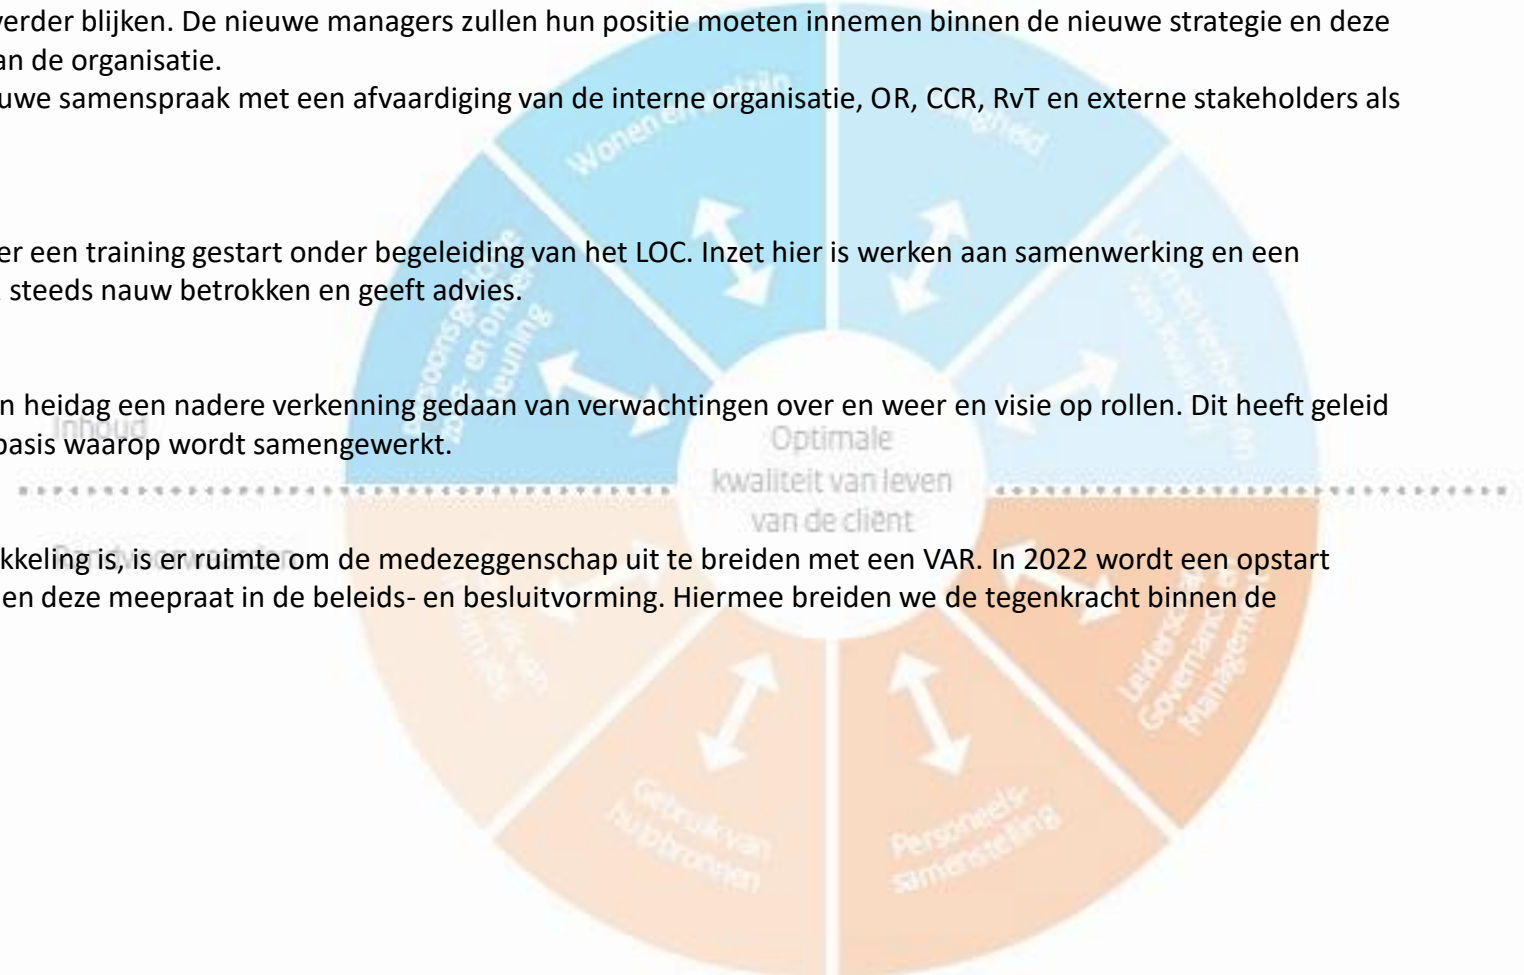 verder blijken. De nieuwe managers zullen hun positie moeten innemen binnen de nieuwe strategie en deze
an de organisatie.
uwe samenspraak met een afvaardiging van de interne organisatie, OR, CCR, RvT en externe stakeholders als
Wonen en
er een training gestart onder begeleiding van het LOC. Inzet hier is werken aan samenwerking en een
steeds nauw betrokken en geeft advies.
n heidag een nadere verkenning gedaan van verwachtingen over en weer en visie op rollen. Dit heeft geleid
Inhoud
basis waarop wordt samengewerkt.
Optimale
kwaliteit van leven
van de cliënt
kkeling is, is er ruimte om de medezeggenschap uit te breiden met een VAR. In 2022 wordt een opstart
Randvoorwaarden
en deze meepraat in de beleids- en besluitvorming. Hiermee breiden we de tegenkracht binnen de
Leiderschap
Governance en
Management
Gebruik van
hulpbronnen
Personeels-
samenstelling